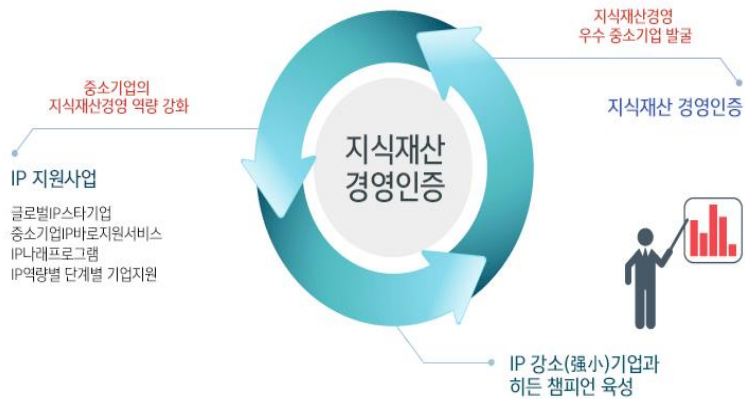 지식재산경영
우수 중소기업 발굴
지식재산 경영인증
중소기업의
지식재산경영 역량 강화
IP 지원사업
글로벌IP스타기업
중소기업IP바로지원서비스
IP나래프로그램
IP역량별 단계별 기업지원
지식재산
경영인증
IP 강소(强小)기업과
히든 챔피언 육성